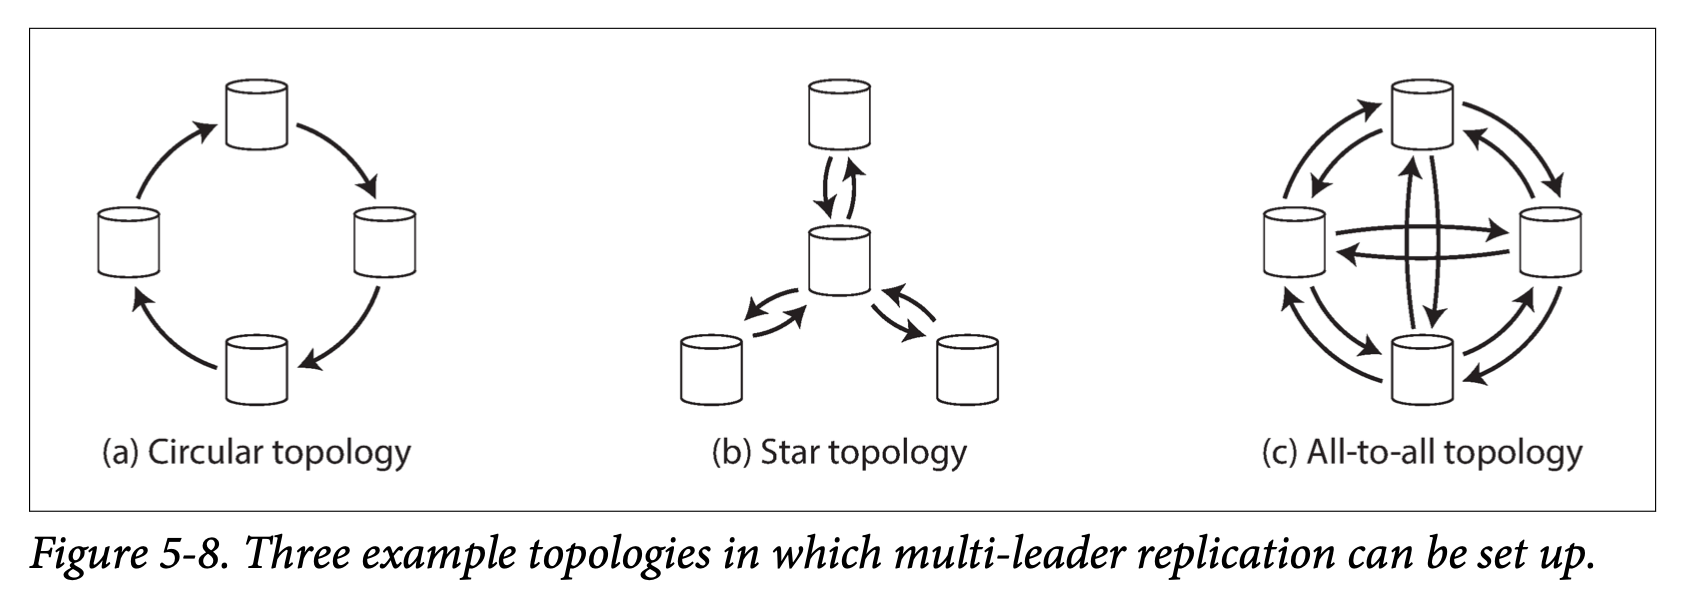 (a) Circular topology
(b) Star topology
(c) All-to-all topology
Figure 5-8. Three example topologies in which multi-leader replication can be set up.